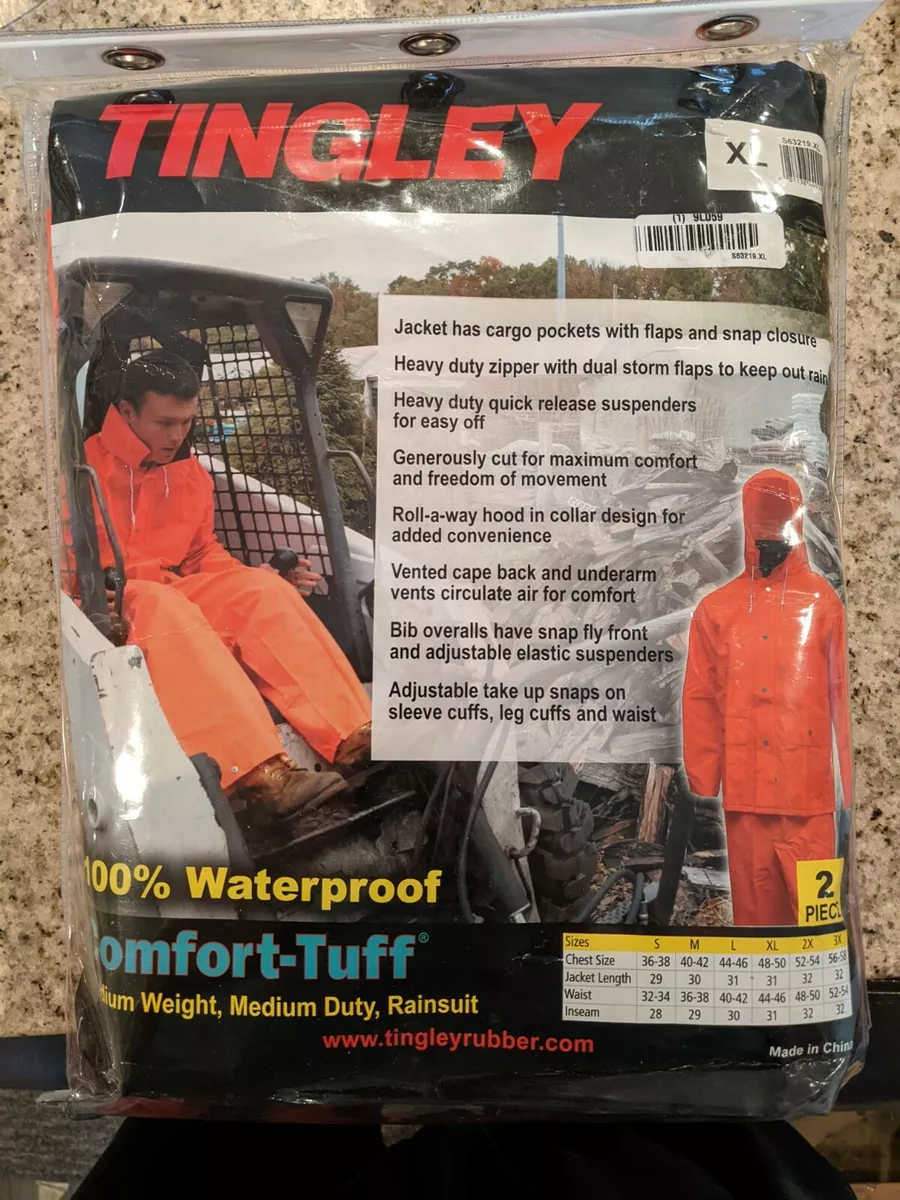 TINGLEY
XL
S63219.XL
(1) 9LU59
S63219.XL
Jacket has cargo pockets with flaps and snap closure
Heavy duty zipper with dual storm flaps to keep out rain
Heavy duty quick release suspenders
for easy off
Generously cut for maximum comfort
and freedom of movement
Roll-a-way hood in collar design for
added convenience
Vented cape back and underarm
vents circulate air for comfort
Bib overalls have snap fly front
and adjustable elastic suspenders
Adjustable take up snaps on
sleeve cuffs, leg cuffs and waist
100% Waterproof
2
PIECE
Comfort-Tuff®
dium Weight, Medium Duty, Rainsuit
Sizes S M L XL 2X 3X
Chest Size 36-38 40-42 44-46 48-50 52-54 56-58
Jacket Length 29 30 31 31 32 32
Waist 32-34 36-38 40-42 44-46 48-50 52-54
Inseam 28 29 30 31 32 32
www.tingleyrubber.com
Made in China